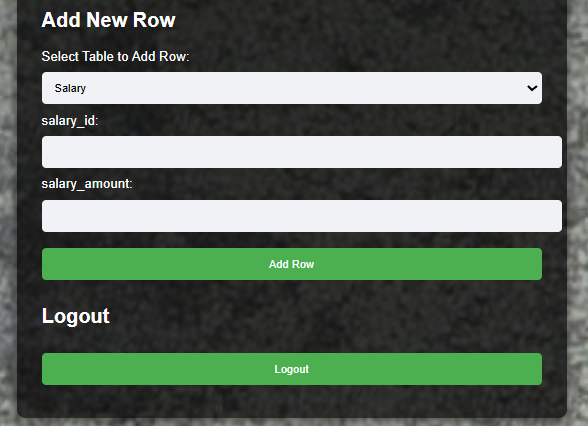 Add New Row
Select Table to Add Row:
Salary
salary_id:
salary_amount:
Add Row
Logout
Logout